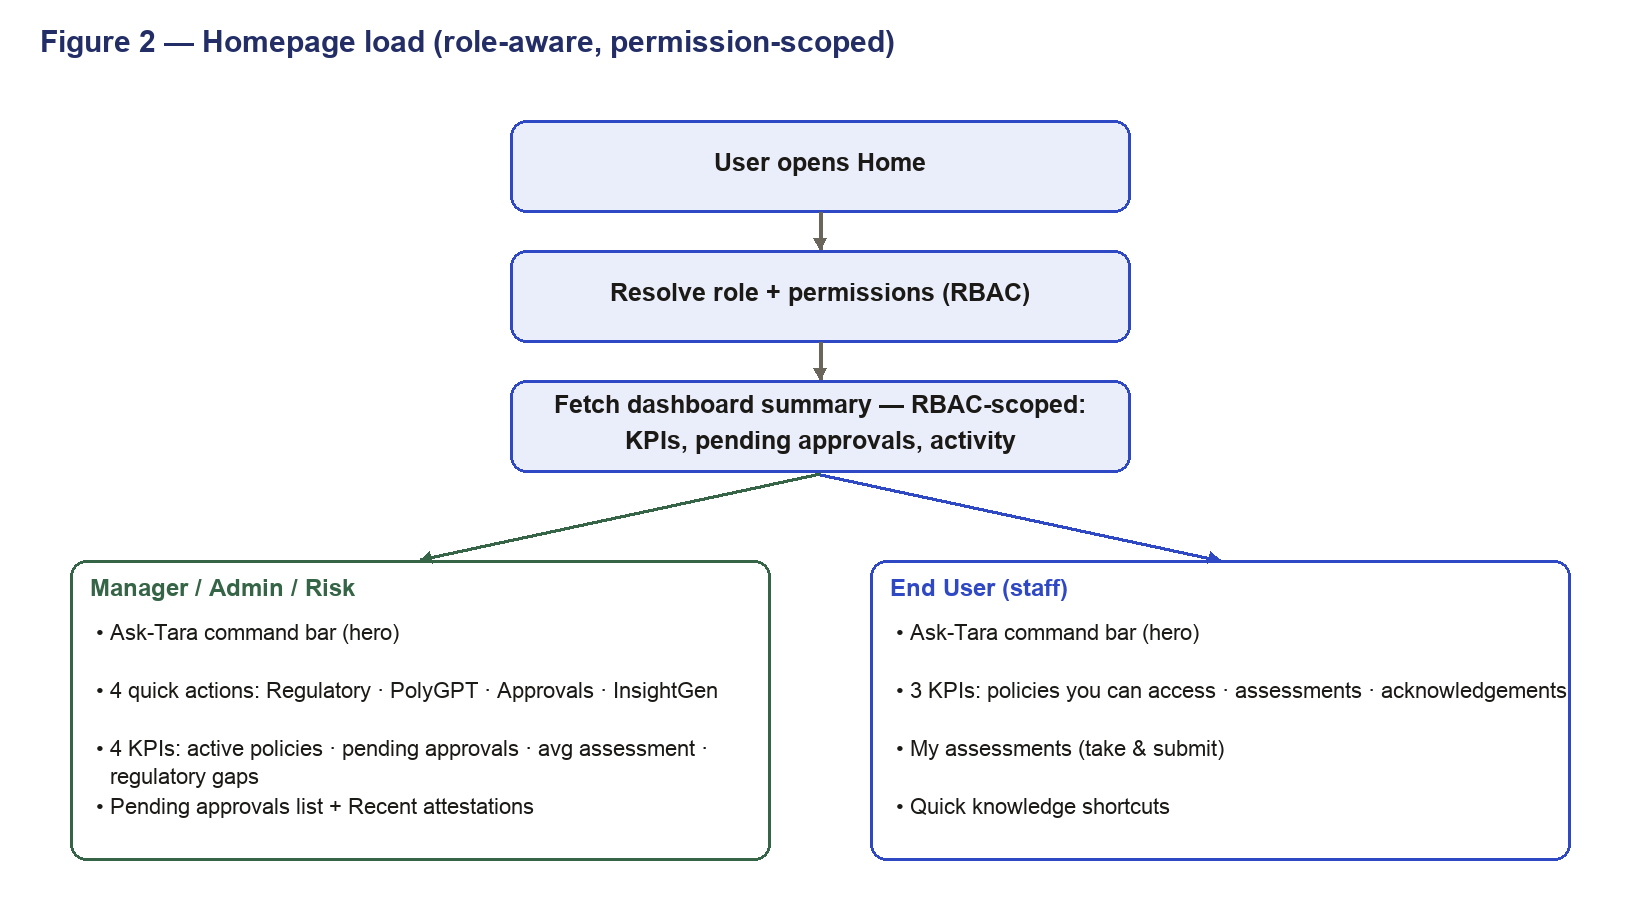 Figure 2 — Homepage load (role-aware, permission-scoped)
User opens Home
Resolve role + permissions (RBAC)
Fetch dashboard summary — RBAC-scoped:
KPIs, pending approvals, activity
Manager / Admin / Risk
• Ask-Tara command bar (hero)
• 4 quick actions: Regulatory · PolyGPT · Approvals · InsightGen
• 4 KPIs: active policies · pending approvals · avg assessment ·
regulatory gaps
• Pending approvals list + Recent attestations
End User (staff)
• Ask-Tara command bar (hero)
• 3 KPIs: policies you can access · assessments · acknowledgements
• My assessments (take & submit)
• Quick knowledge shortcuts